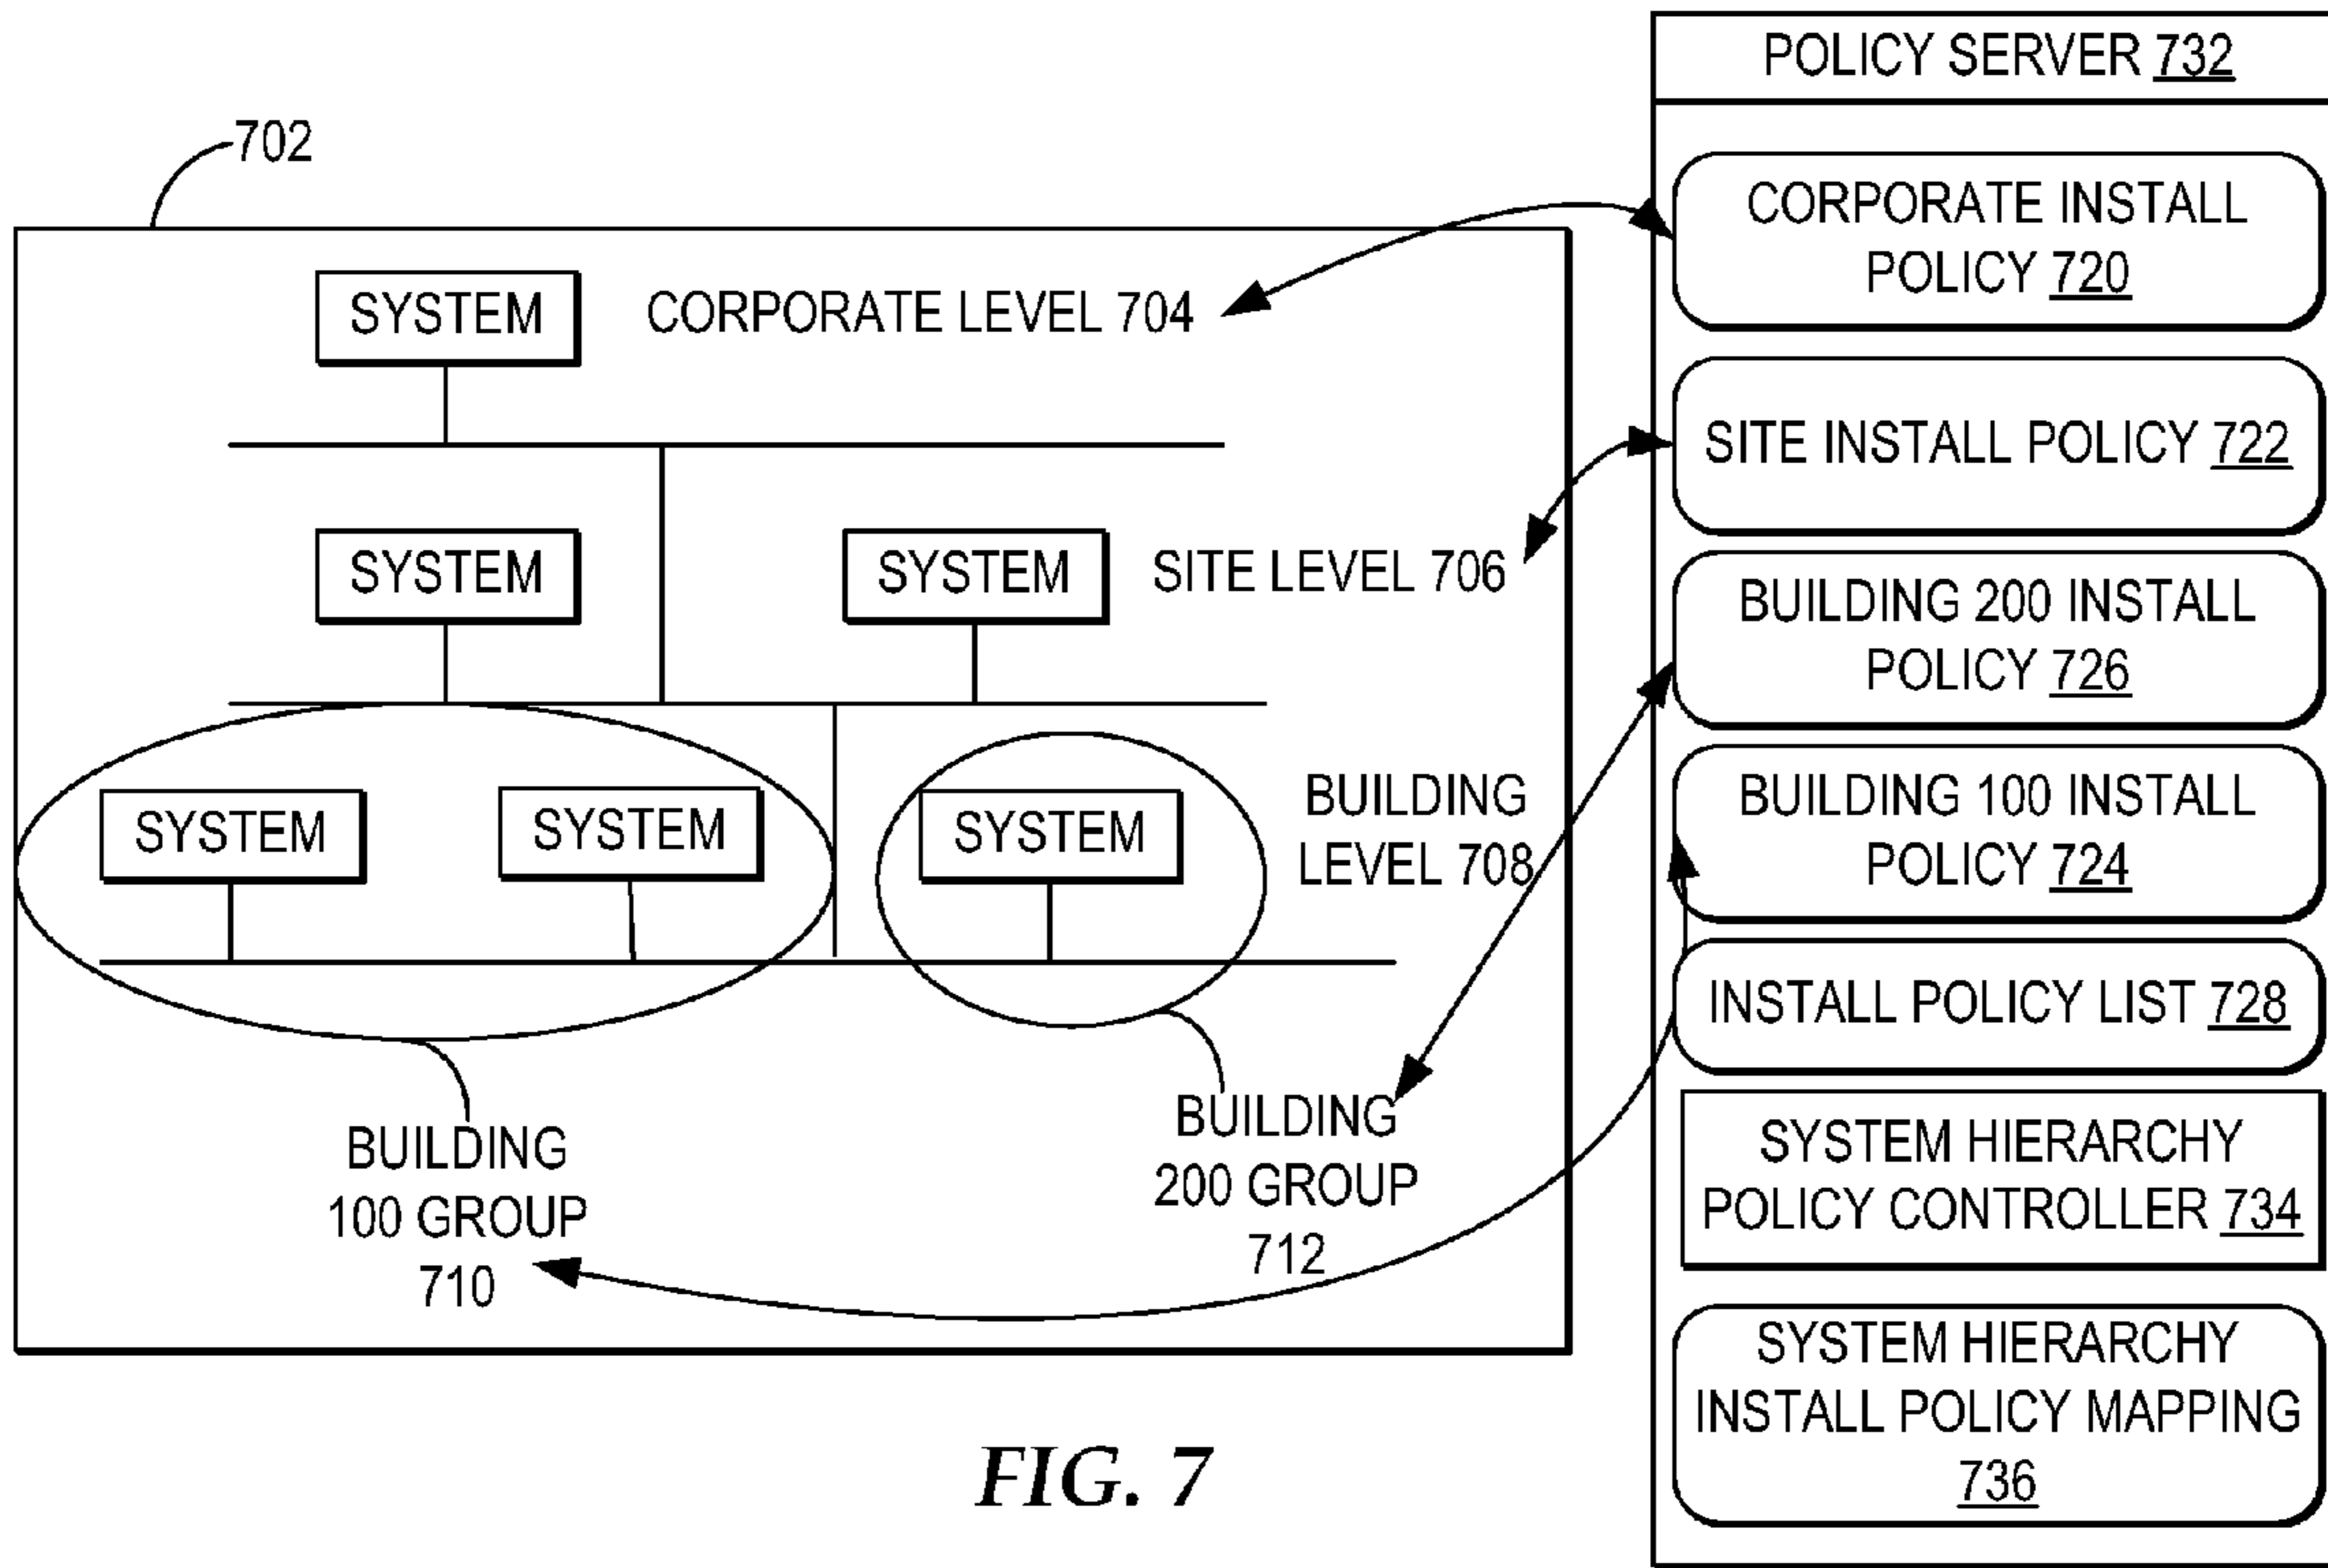 702
SYSTEM
CORPORATE LEVEL 704
SYSTEM
SYSTEM
SITE LEVEL 706
SYSTEM
SYSTEM
SYSTEM
BUILDING
LEVEL 708
BUILDING
100 GROUP
710
BUILDING
200 GROUP
712
POLICY SERVER 732
CORPORATE INSTALL
POLICY 720
SITE INSTALL POLICY 722
BUILDING 200 INSTALL
POLICY 726
BUILDING 100 INSTALL
POLICY 724
INSTALL POLICY LIST 728
SYSTEM HIERARCHY
POLICY CONTROLLER 734
SYSTEM HIERARCHY
INSTALL POLICY MAPPING
736
FIG. 7